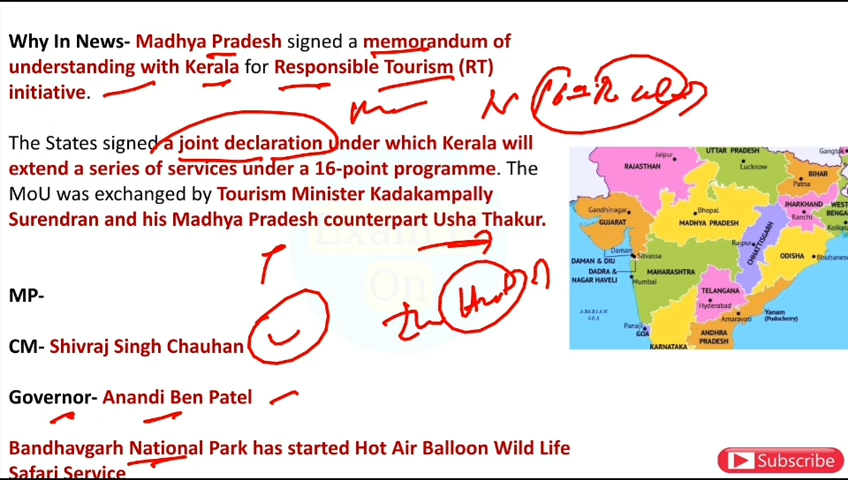 Why In News- Madhya Pradesh signed a memorandum of
understanding with Kerala for Responsible Tourism (RT)
initiative.
The States signed a joint declaration under which Kerala will
extend a series of services under a 16-point programme. The
MoU was exchanged by Tourism Minister Kadakampally
Surendran and his Madhya Pradesh counterpart Usha Thakur.
MP-
CM- Shivraj Singh Chauhan
Governor- Anandi Ben Patel
Bandhavgarh National Park has started Hot Air Balloon Wild Life
Safari Service
On
UTTAR PRADESH
Jaipur
Lucknow
Gangtok
RAJASTHAN
BIHAR
Patna
Gandhinagar
Bhopal
JHARKHAND
WEST
GUJARAT
MADHYA PRADESH
Ranchi
BENGA
Kolkata
Raipur
CHHATTISGARH
Daman
Silvassa
ODISHA
DAMAN & DIU
Bhubanesw
DADRA &
NAGAR HAVELI
MAHARASHTRA
Mumbai
TELANGANA
Hyderabad
ARABIAN
SEA
Yanam
(Puducherry)
Amaravati
Panaji
GOA
ANDHRA
PRADESH
KARNATAKA
Subscribe